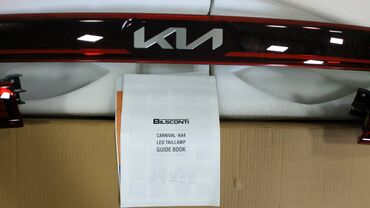 KIA
BILSCONTI
CARNIVAL -KA4
LED TAILLAMP
GUIDE BOOK